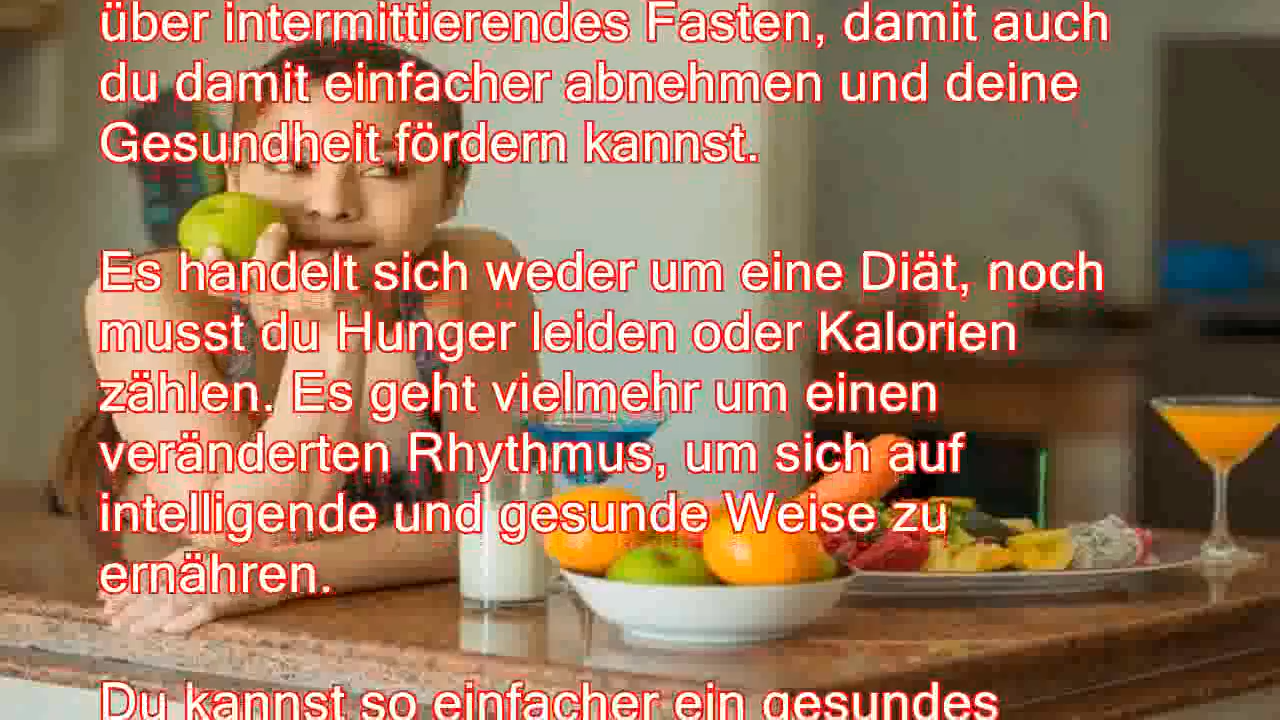 über intermittierendes Fasten, damit auch
du damit einfacher abnehmen und deine
Gesundheit fördern kannst.
Es handelt sich weder um eine Diät, noch
musst du Hunger leiden oder Kalorien
zählen. Es geht vielmehr um einen
veränderten Rhythmus, um sich auf
intelligende und gesunde Weise zu
ernähren.
Du kannst so einfacher ein gesundes